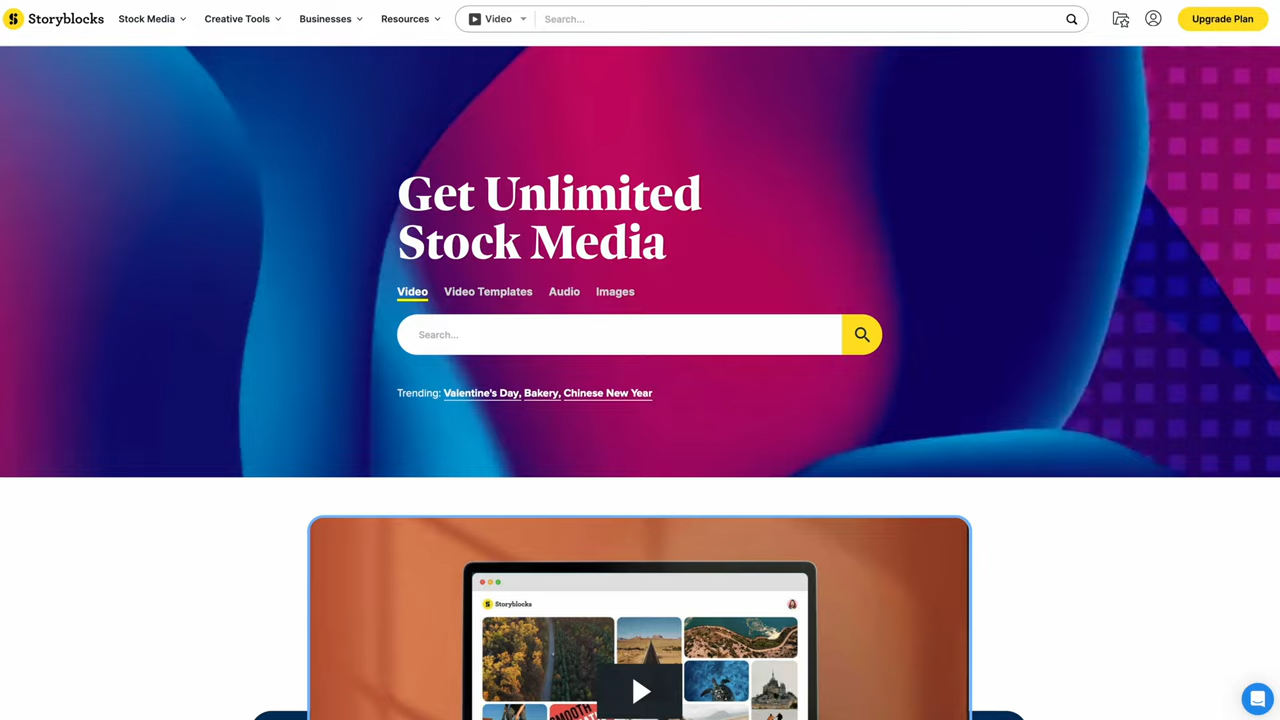 Storyblocks
Stock Media Creative Tools Businesses Resources Video Search... Upgrade Plan
Get Unlimited
Stock Media
Video Video Templates Audio Images
Search...
Trending: Valentine's Day, Bakery, Chinese New Year
Storyblocks
SMOOTH